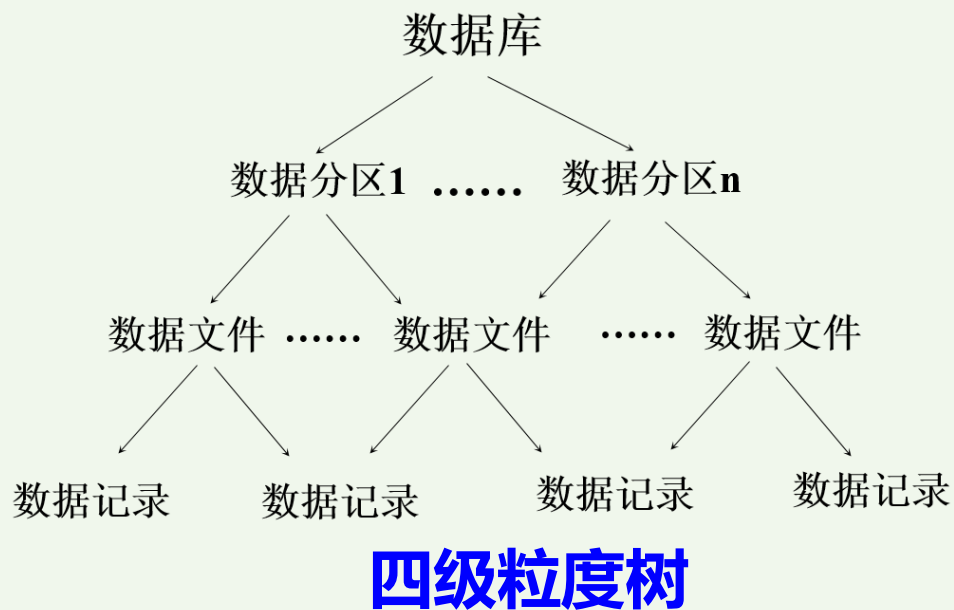 数据库
数据分区1 …… 数据分区n
数据文件 …… 数据文件 …… 数据文件
数据记录 数据记录 数据记录 数据记录
四级粒度树